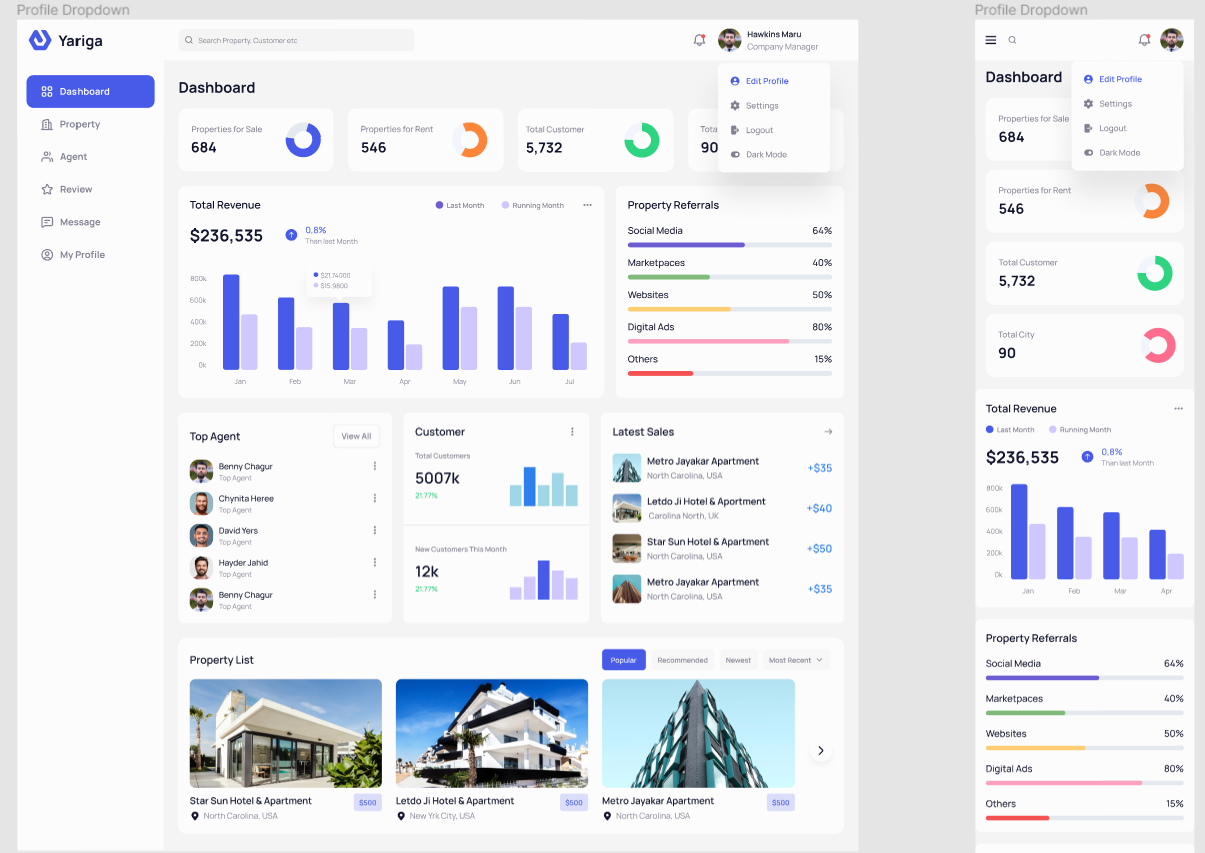 Profile Dropdown
Yariga
Search Property, Customer etc
Hawkins Maru
Company Manager
Dashboard
Property
Agent
Review
Message
My Profile
Edit Profile
Settings
Logout
Dark Mode
Dashboard
Properties for Sale
684
Properties for Rent
546
Total Customer
5,732
Tota
90
Total Revenue
Last Month
Running Month
$236,535
0,8%
Than last Month
$21.74000
$15.9800
800k
600k
400k
200k
0k
Jan Feb Mar Apr May Jun Jul
Property Referrals
Social Media 64%
Marketpaces 40%
Websites 50%
Digital Ads 80%
Others 15%
Top Agent
View All
Benny Chagur
Top Agent
Chynita Heree
Top Agent
David Yers
Top Agent
Hayder Jahid
Top Agent
Benny Chagur
Top Agent
Customer
Total Customers
5007k
21.77%
New Customers This Month
12k
21.77%
Latest Sales
Metro Jayakar Apartment
North Carolina, USA
+$35
Letdo Ji Hotel & Aportment
Carolina North, UK
+$40
Star Sun Hotel & Apartment
North Carolina, USA
+$50
Metro Jayakar Apartment
North Carolina, USA
+$35
Property List
Popular
Recommended
Newest
Most Recent
Star Sun Hotel & Apartment
$500
North Carolina, USA
Letdo Ji Hotel & Apartment
$500
New Yrk City, USA
Metro Jayakar Apartment
$500
North Carolina, USA
Profile Dropdown
Edit Profile
Settings
Logout
Dark Mode
Dashboard
Properties for Sale
684
Properties for Rent
546
Total Customer
5,732
Total City
90
Total Revenue
Last Month
Running Month
$236,535
0,8%
Than last Month
800k
600k
400k
200k
0k
Jan Feb Mar Apr
Property Referrals
Social Media 64%
Marketpaces 40%
Websites 50%
Digital Ads 80%
Others 15%